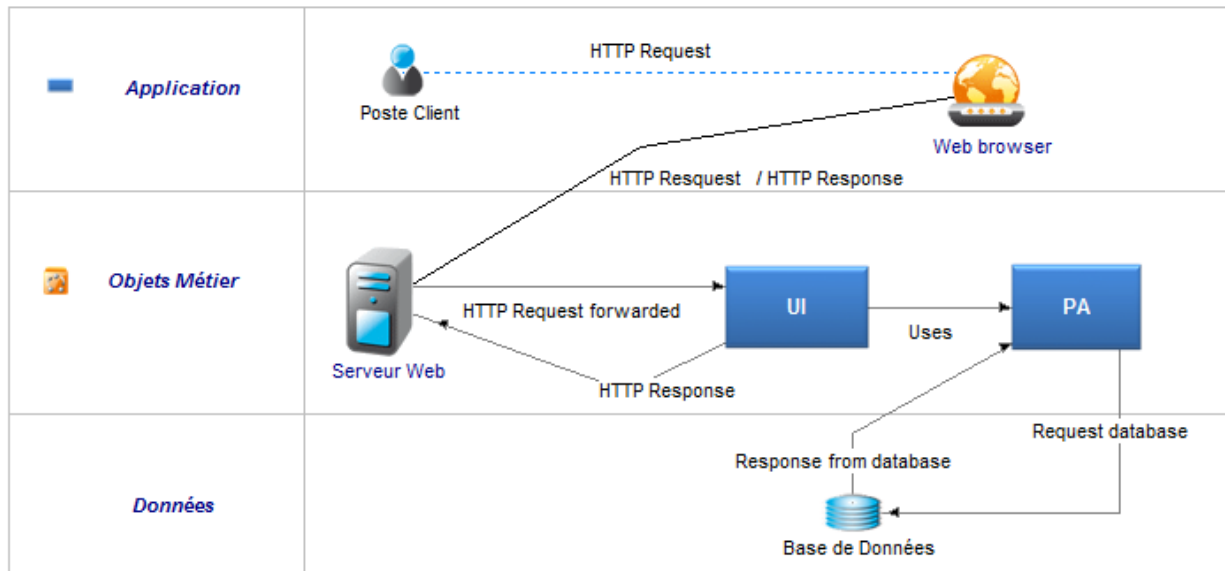 HTTP Request
Application
Poste Client
Web browser
HTTP Resquest / HTTP Response
Objets Métier
UI
PA
HTTP Request forwarded
Uses
Serveur Web
HTTP Response
Request database
Response from database
Données
Base de Données